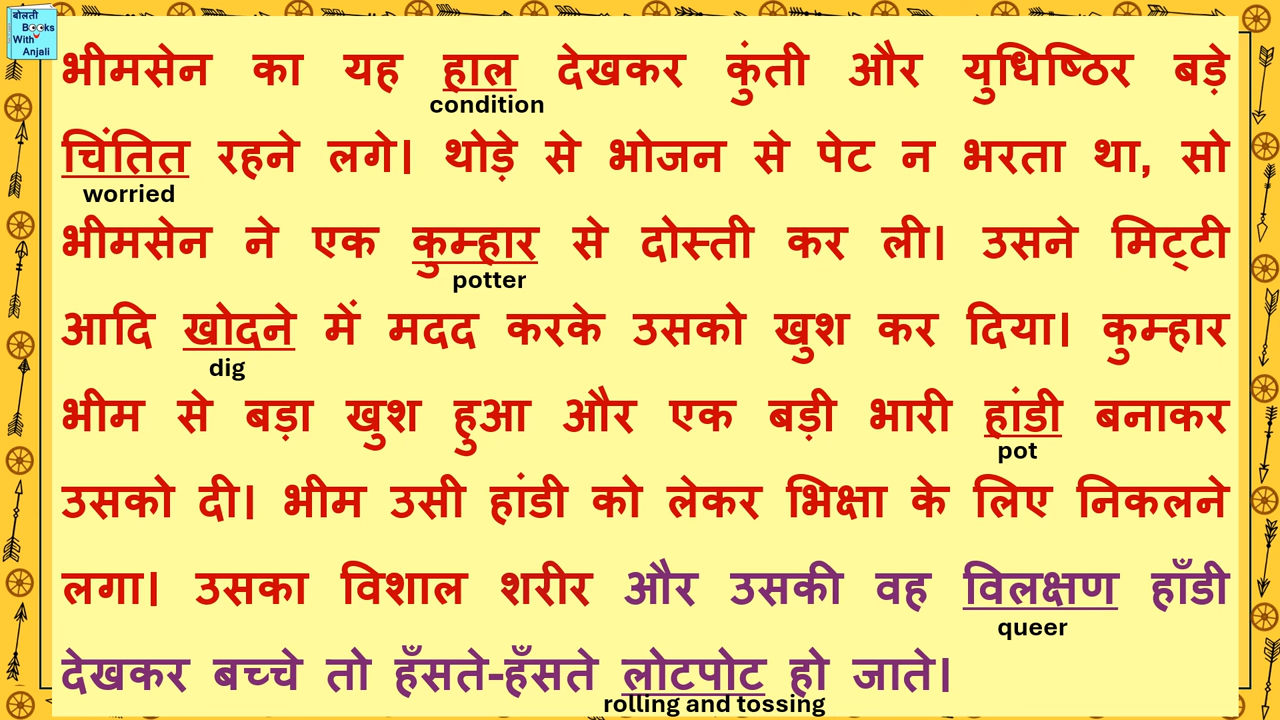 बोलती
Books
With
Anjali
भीमसेन का यह हाल देखकर कुंती और युधिष्ठिर बड़े
condition
चिंतित रहने लगे। थोड़े से भोजन से पेट न भरता था, सो
worried
भीमसेन ने एक कुम्हार से दोस्ती कर ली। उसने मिट्टी
potter
आदि खोदने में मदद करके उसको खुश कर दिया। कुम्हार
dig
भीम से बड़ा खुश हुआ और एक बड़ी भारी हांडी बनाकर
pot
उसको दी। भीम उसी हांडी को लेकर भिक्षा के लिए निकलने
लगा। उसका विशाल शरीर और उसकी वह विलक्षण हाँडी
queer
देखकर बच्चे तो हँसते-हँसते लोटपोट हो जाते।
rolling and tossing